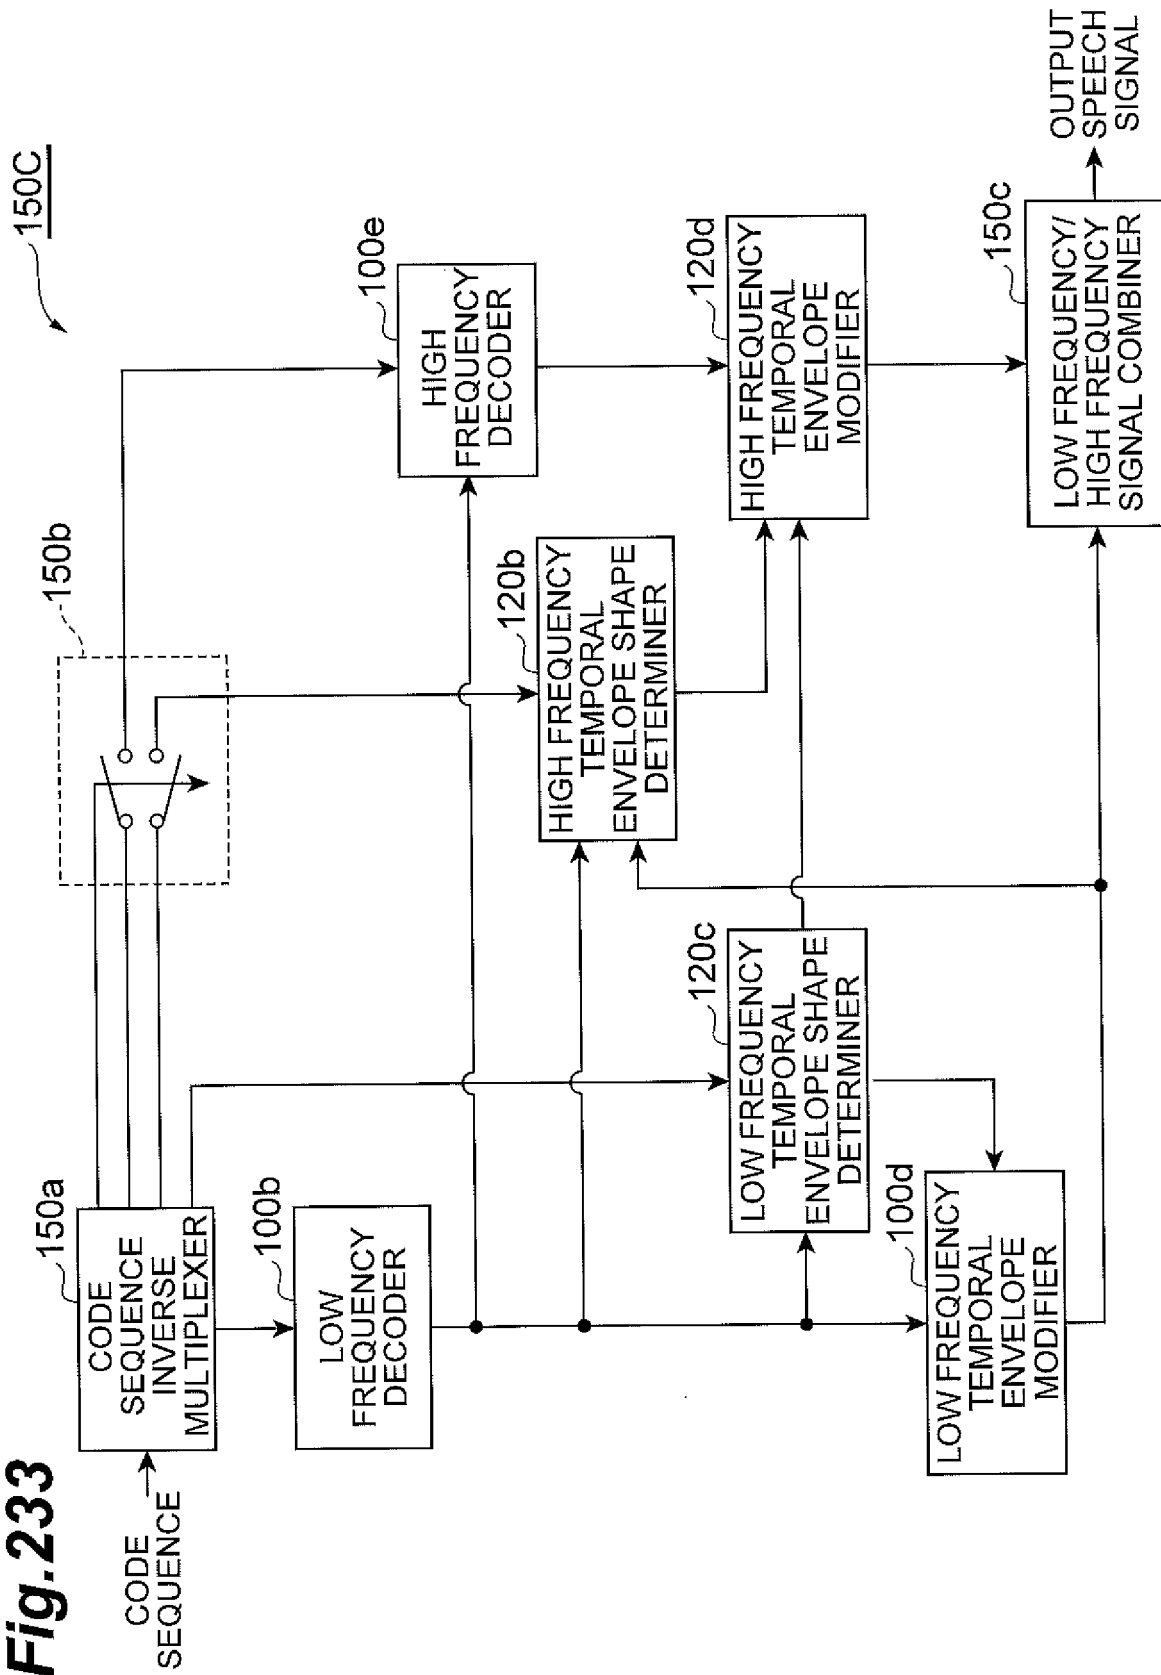 Fig.233
150C
CODE
SEQUENCE
150a
CODE
SEQUENCE
INVERSE
MULTIPLEXER
150b
100b
LOW
FREQUENCY
DECODER
100e
HIGH
FREQUENCY
DECODER
120b
HIGH FREQUENCY
TEMPORAL
ENVELOPE SHAPE
DETERMINER
120c
LOW FREQUENCY
TEMPORAL
ENVELOPE SHAPE
DETERMINER
120d
HIGH FREQUENCY
TEMPORAL
ENVELOPE
MODIFIER
100d
LOW FREQUENCY
TEMPORAL
ENVELOPE
MODIFIER
150c
LOW FREQUENCY/
HIGH FREQUENCY
SIGNAL COMBINER
OUTPUT
SPEECH
SIGNAL